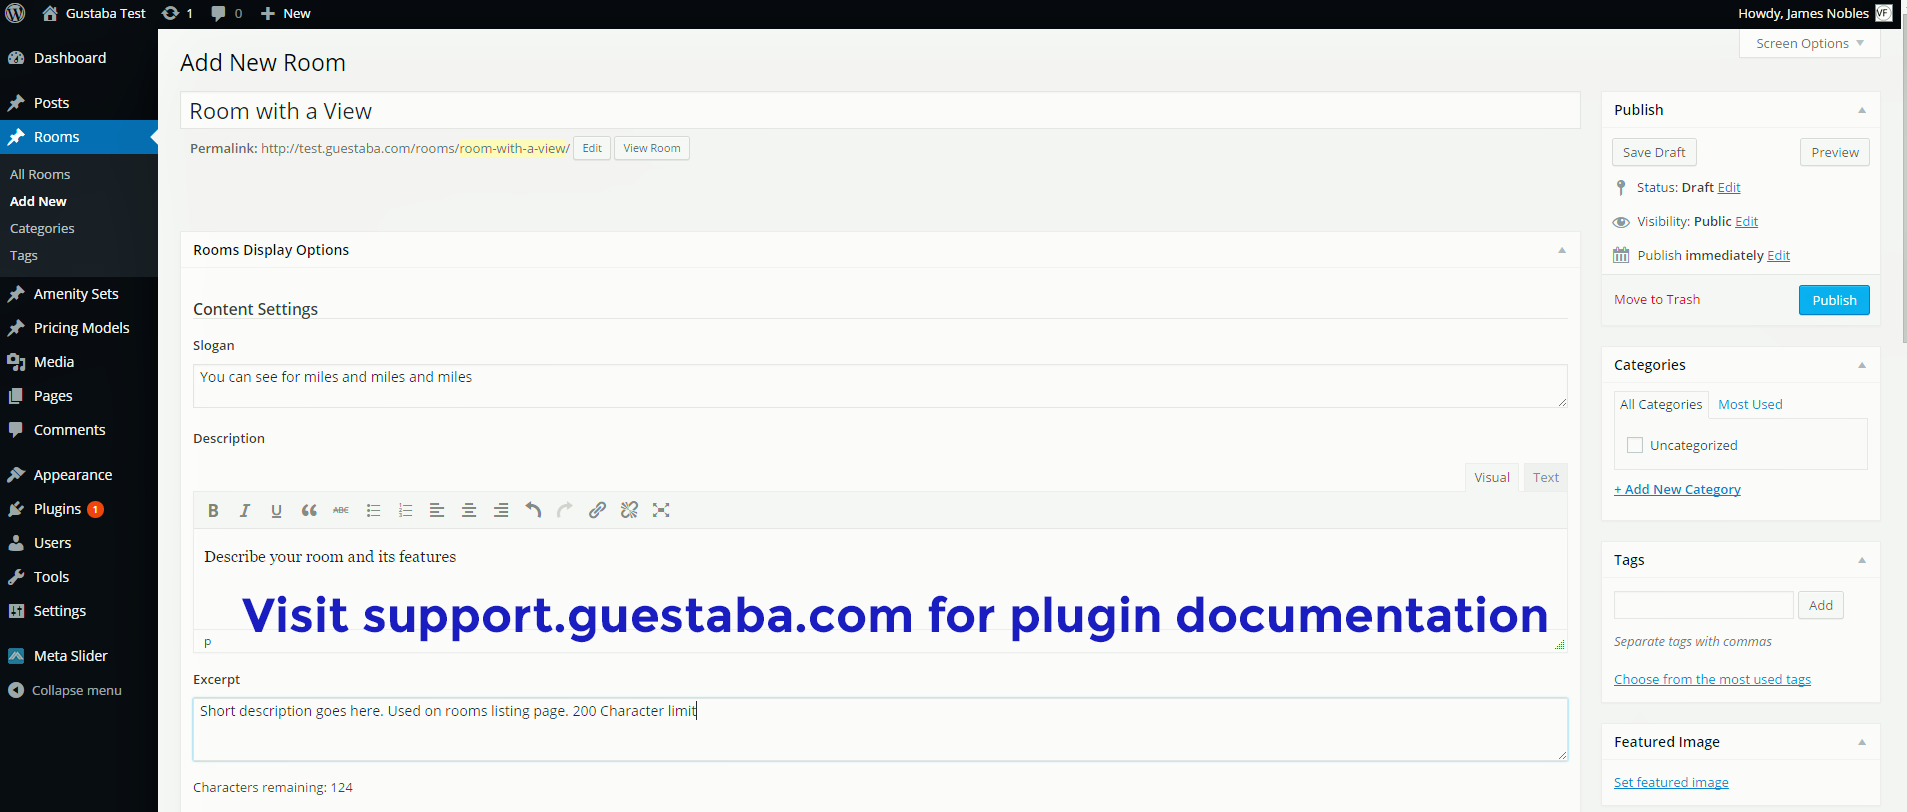 Gustaba Test 1 0 New
Howdy, James Nobles VF
Screen Options
Dashboard
Posts
Rooms
All Rooms
Add New
Categories
Tags
Amenity Sets
Pricing Models
Media
Pages
Comments
Appearance
Plugins 1
Users
Tools
Settings
Meta Slider
Collapse menu
Add New Room
Room with a View
Permalink: http://test.guestaba.com/rooms/room-with-a-view/ Edit View Room
Rooms Display Options
Content Settings
Slogan
You can see for miles and miles and miles
Description
Visual Text
B I U ABC
Describe your room and its features
Visit support.guestaba.com for plugin documentation
p
Excerpt
Short description goes here. Used on rooms listing page. 200 Character limit
Characters remaining: 124
Publish
Save Draft Preview
Status: Draft Edit
Visibility: Public Edit
Publish immediately Edit
Move to Trash Publish
Categories
All Categories Most Used
Uncategorized
+ Add New Category
Tags
Add
Separate tags with commas
Choose from the most used tags
Featured Image
Set featured image